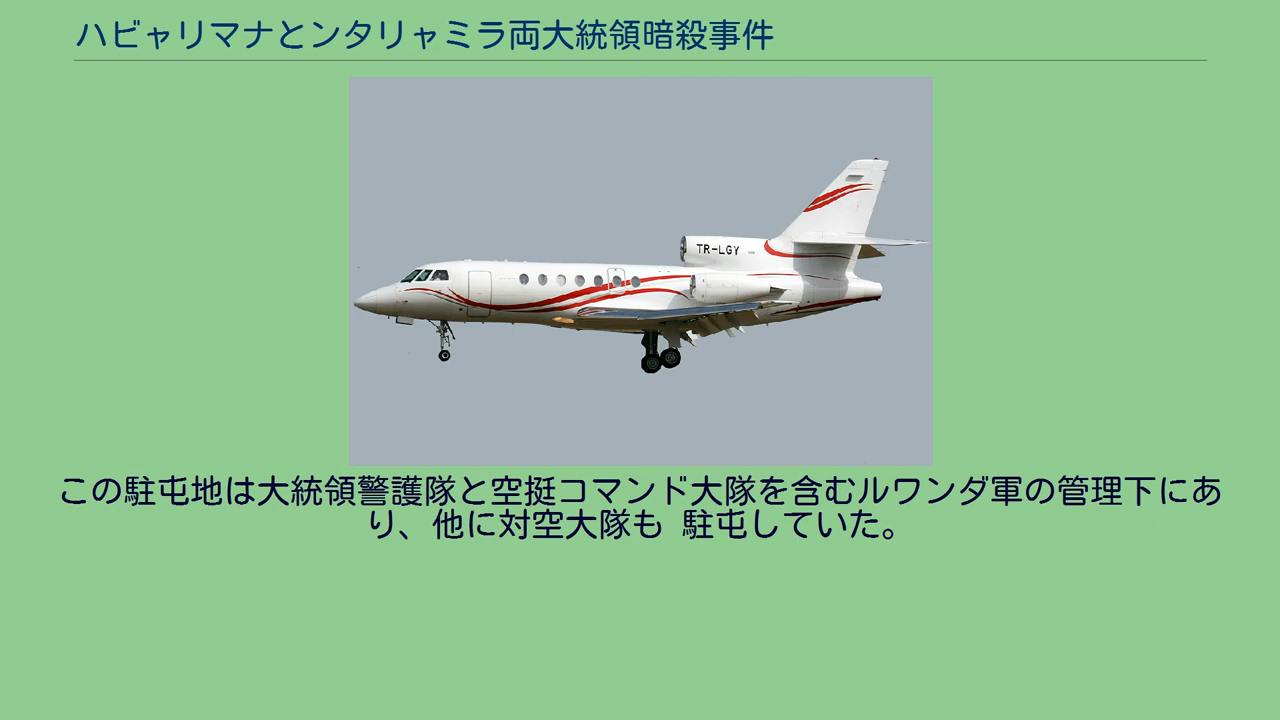 ハビャリマナとンタリャミラ両大統領暗殺事件
TR-LGY
この駐屯地は大統領警護隊と空挺コマンド大隊を含むルワンダ軍の管理下にあ
り、他に対空大隊も 駐屯していた。